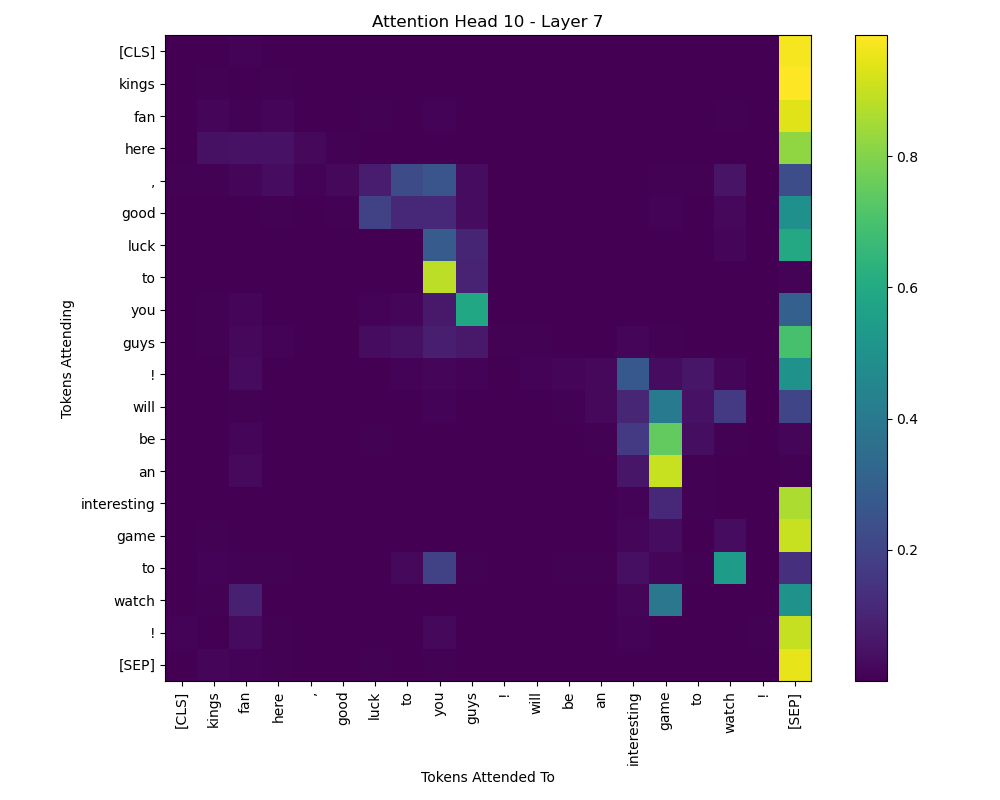 Attention Head 10 - Layer 7
Tokens Attending
[CLS]
kings
fan
here
,
good
luck
to
you
guys
!
will
be
an
interesting
game
to
watch
!
[SEP]
[CLS]
kings
fan
here
,
good
luck
to
you
guys
!
will
be
an
interesting
game
to
watch
!
[SEP]
Tokens Attended To
0.8
0.6
0.4
0.2